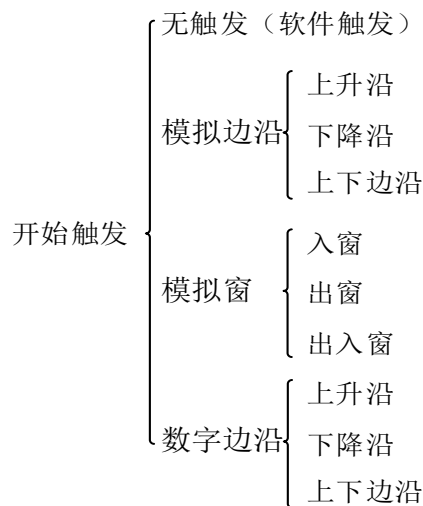 无触发（软件触发）
上升沿
模拟边沿
下降沿
上下边沿
开始触发
入窗
模拟窗
出窗
出入窗
上升沿
数字边沿
下降沿
上下边沿